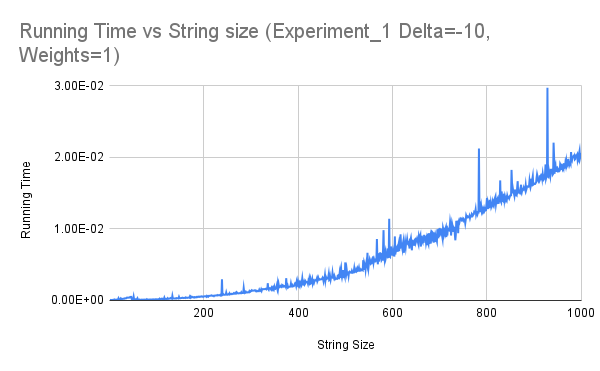 Running Time vs String size (Experiment_1 Delta=-10,
Weights=1)
3.00E-02
2.00E-02
1.00E-02
0.00E+00
Running Time
200
400
600
800
1000
String Size